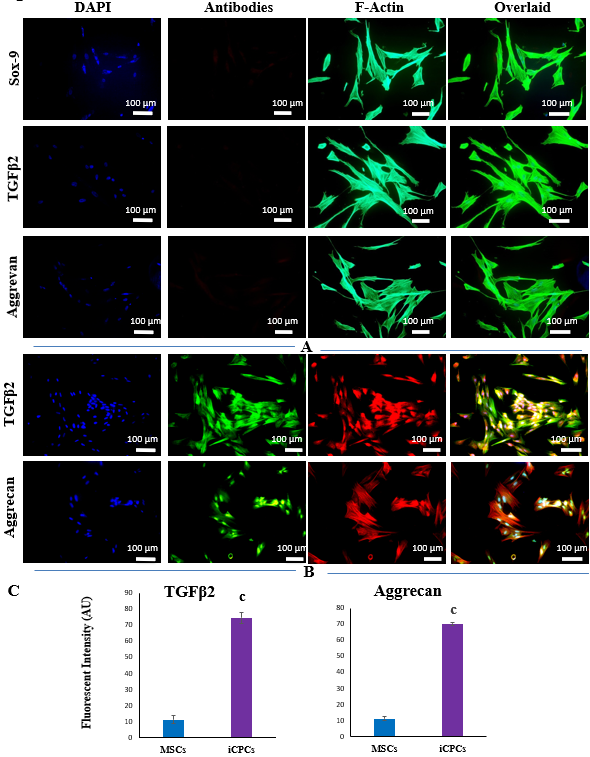 DAPI Antibodies F-Actin Overlaid
Sox-9
100 µm 100 µm 100 µm 100 µm
TGFβ2
100 µm 100 µm 100 µm 100 µm
Aggrevan
100 µm 100 µm 100 µm 100 µm
A
TGFβ2
100 µm 100 µm 100 µm 100 µm
Aggrecan
100 µm 100 µm 100 µm 100 µm
B
C
TGFβ2
Fluorescent Intensity (AU)
90
80
70
60
50
40
30
20
10
0
c
MSCs iCPCs
Aggrecan
80
70
60
50
40
30
20
10
0
c
MSCs iCPCs